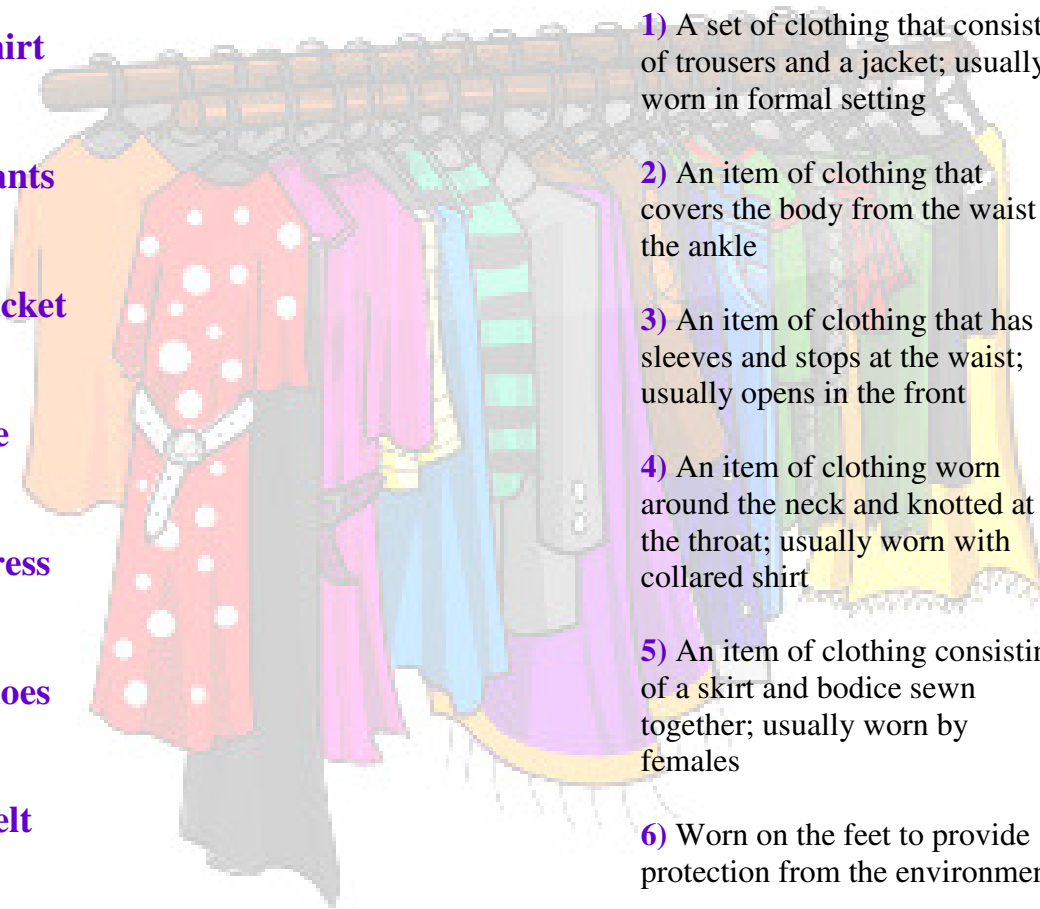 hirt
ants
cket
e
ress
oes
elt
1) A set of clothing that consist
of trousers and a jacket; usually
worn in formal setting
2) An item of clothing that
covers the body from the waist
the ankle
3) An item of clothing that has
sleeves and stops at the waist;
usually opens in the front
4) An item of clothing worn
around the neck and knotted at
the throat; usually worn with
collared shirt
5) An item of clothing consistin
of a skirt and bodice sewn
together; usually worn by
females
6) Worn on the feet to provide
protection from the environmen